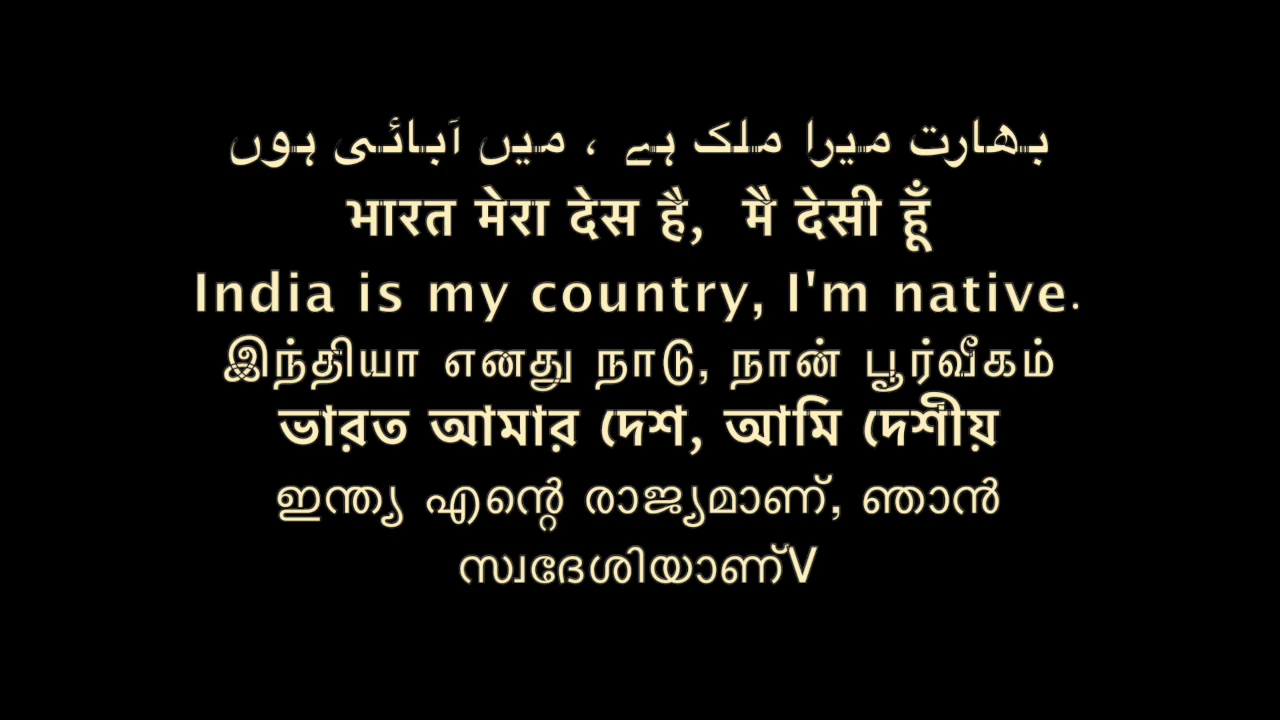 بھارت میرا ملک ہے ، میں آبائی ہوں
भारत मेरा देस है, मै देसी हूँ
India is my country, I'm native.
இந்தியா எனது நாடு, நான் பூர்வீகம்
ভারত আমার দেশ, আমি দেশীয়
ഇന്ത്യ എന്റെ രാജ്യമാണ്, ഞാൻ
സ്വദേശിയാണ്V